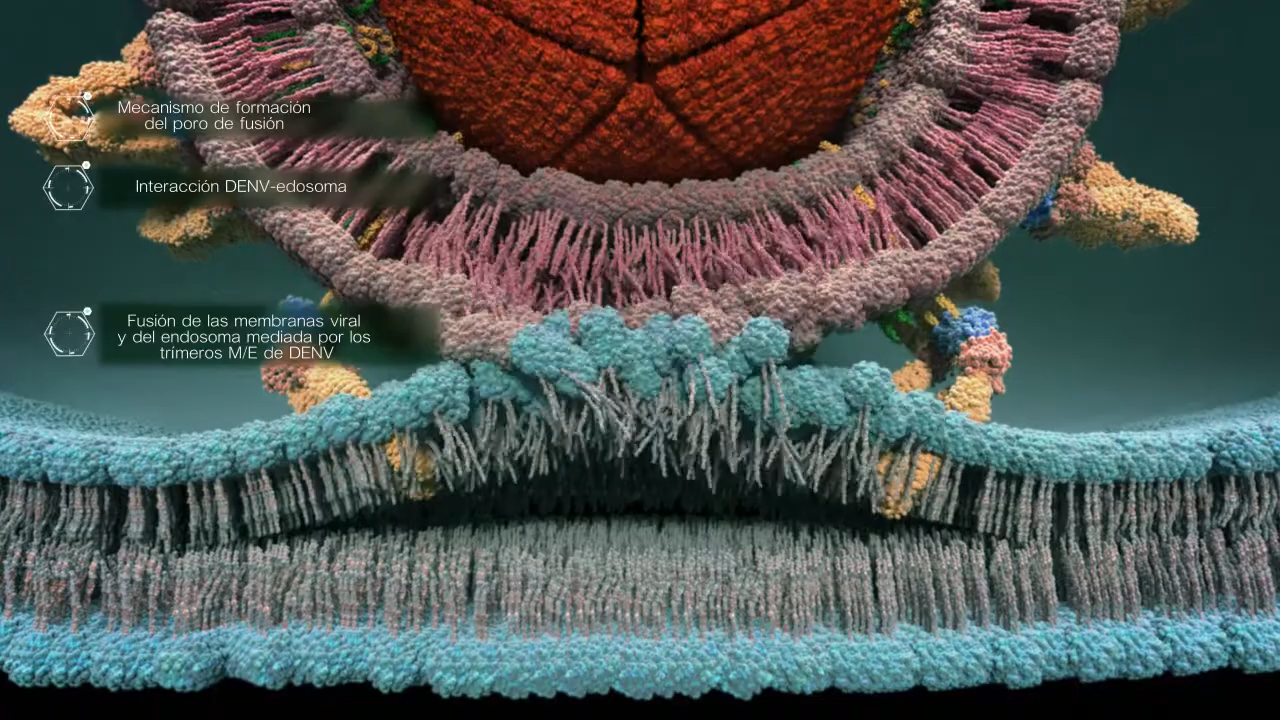 Mecanismo de formación
del poro de fusión
Interacción DENV-edosoma
Fusión de las membranas viral
y del endosoma mediada por los
trímeros M/E de DENV